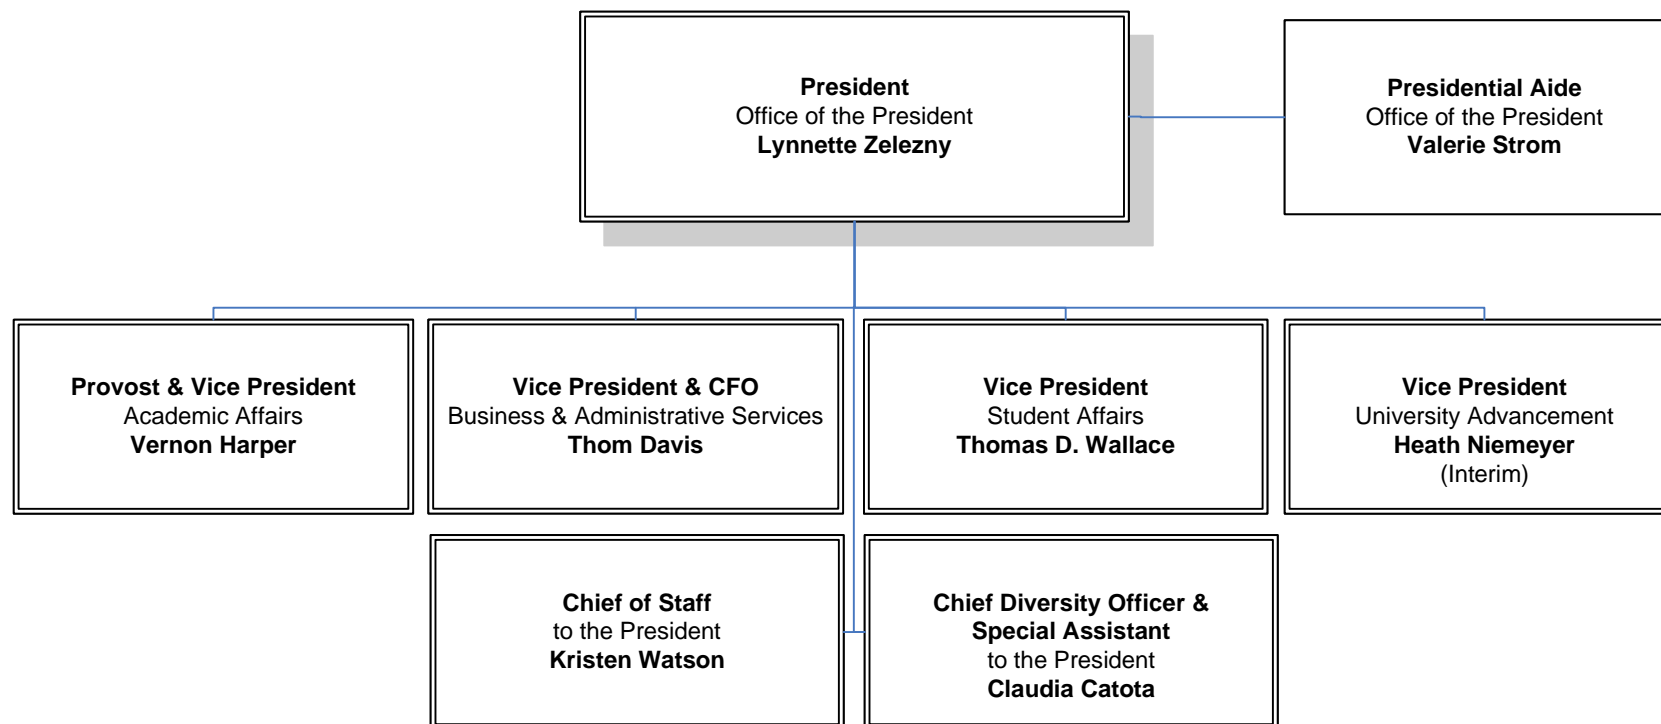 President
Office of the President
Lynnette Zelezny
Presidential Aide
Office of the President
Valerie Strom
Provost & Vice President
Academic Affairs
Vernon Harper
Vice President & CFO
Business & Administrative Services
Thom Davis
Vice President
Student Affairs
Thomas D. Wallace
Vice President
University Advancement
Heath Niemeyer
(Interim)
Chief of Staff
to the President
Kristen Watson
Chief Diversity Officer &
Special Assistant
to the President
Claudia Catota